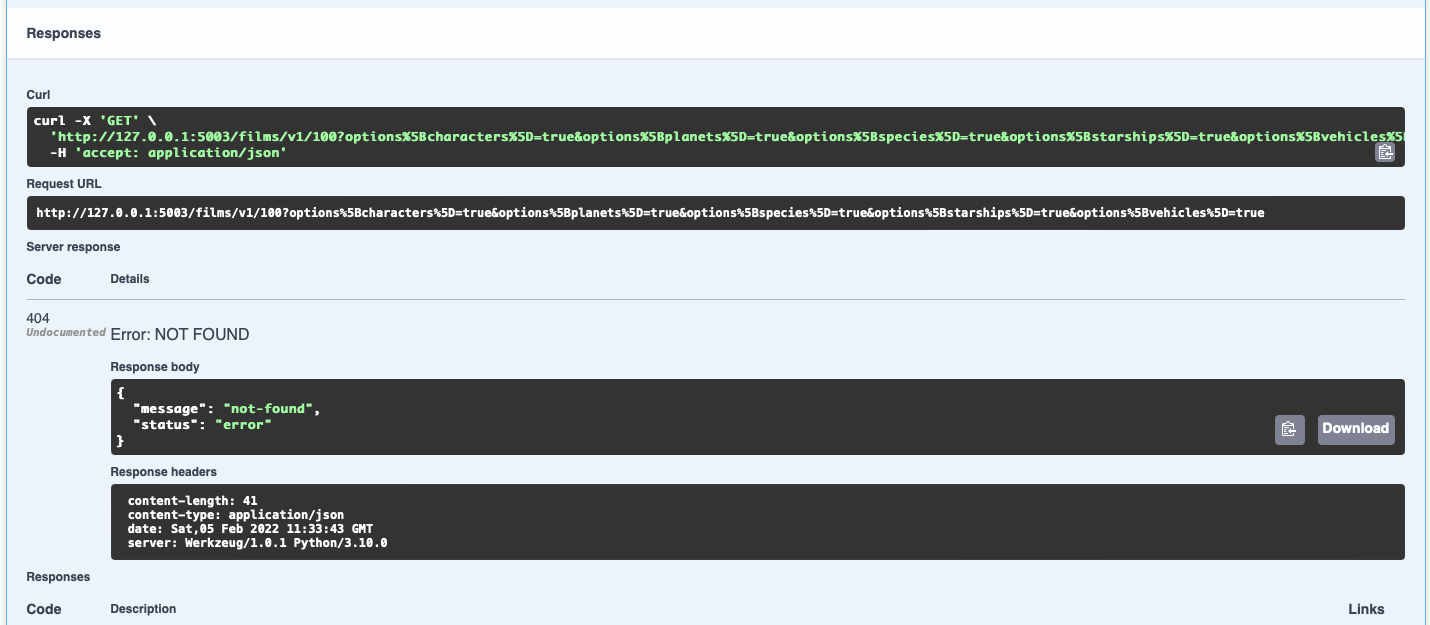 Responses
Curl
curl -X 'GET' \
'http://127.0.0.1:5003/films/v1/100?options%5Bcharacters%5D=true&options%5Bplanets%5D=true&options%5Bspecies%5D=true&options%5Bstarships%5D=true&options%5Bvehicles%5
-H 'accept: application/json'
Request URL
http://127.0.0.1:5003/films/v1/100?options%5Bcharacters%5D=true&options%5Bplanets%5D=true&options%5Bspecies%5D=true&options%5Bstarships%5D=true&options%5Bvehicles%5D=true
Server response
Code Details
404
Undocumented Error: NOT FOUND
Response body
{
"message": "not-found",
"status": "error"
}
Download
Response headers
content-length: 41
content-type: application/json
date: Sat,05 Feb 2022 11:33:43 GMT
server: Werkzeug/1.0.1 Python/3.10.0
Responses
Code Description Links